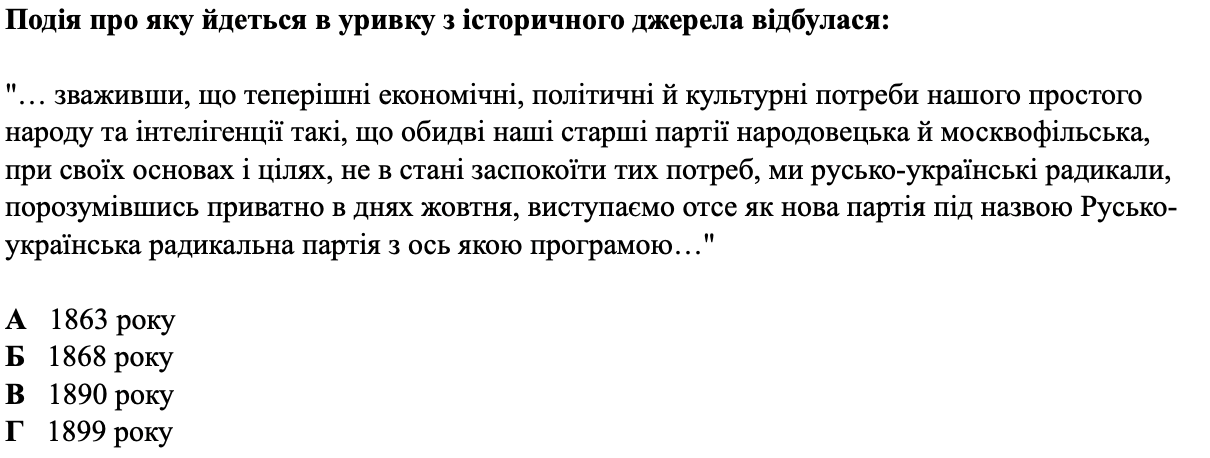 Подія про яку йдеться в уривку з історичного джерела відбулася:
"… зваживши, що теперішні економічні, політичні й культурні потреби нашого простого
народу та інтелігенції такі, що обидві наші старші партії народовецька й москвофільська,
при своїх основах і цілях, не в стані заспокоїти тих потреб, ми русько-українські радикали,
порозумівшись приватно в днях жовтня, виступаємо отсе як нова партія під назвою Русько-
українська радикальна партія з ось якою програмою…"
А 1863 року
Б 1868 року
В 1890 року
Г 1899 року